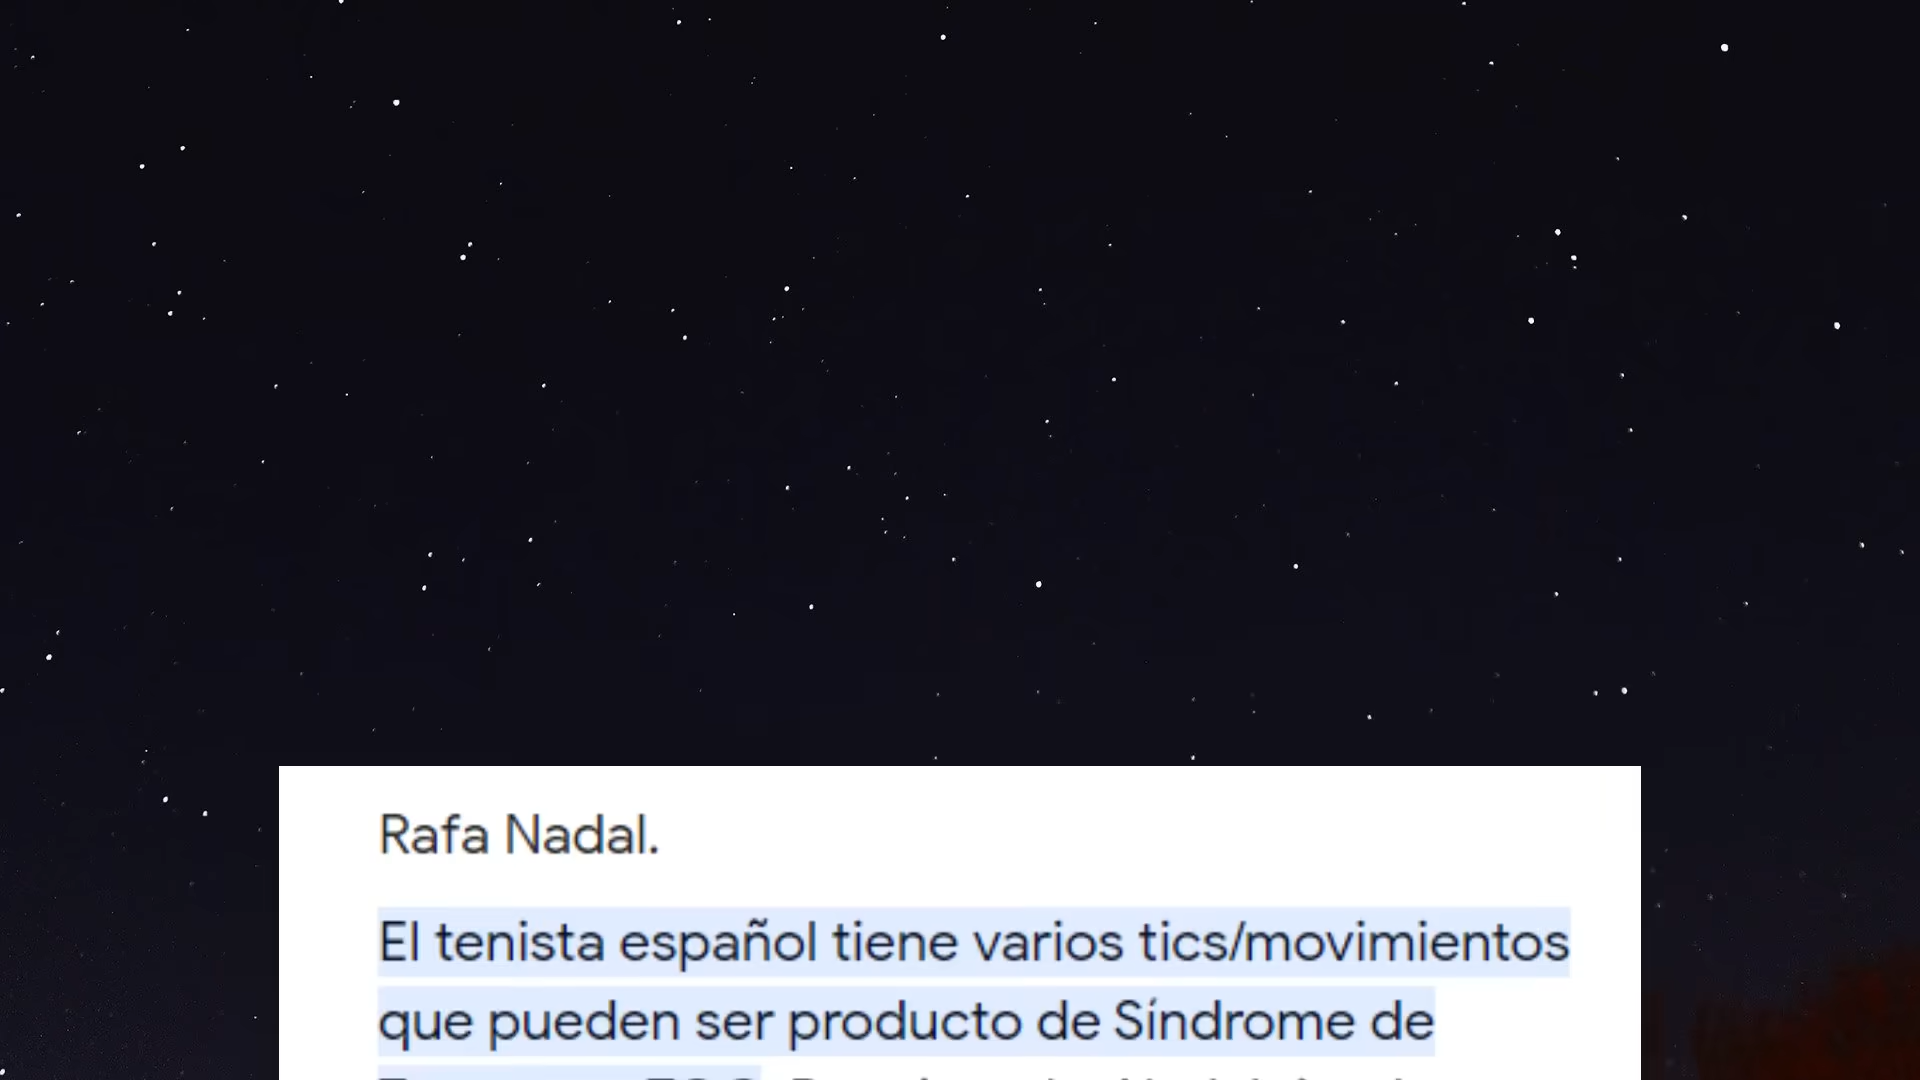 Rafa Nadal.
El tenista español tiene varios tics/movimientos
que pueden ser producto de Síndrome de